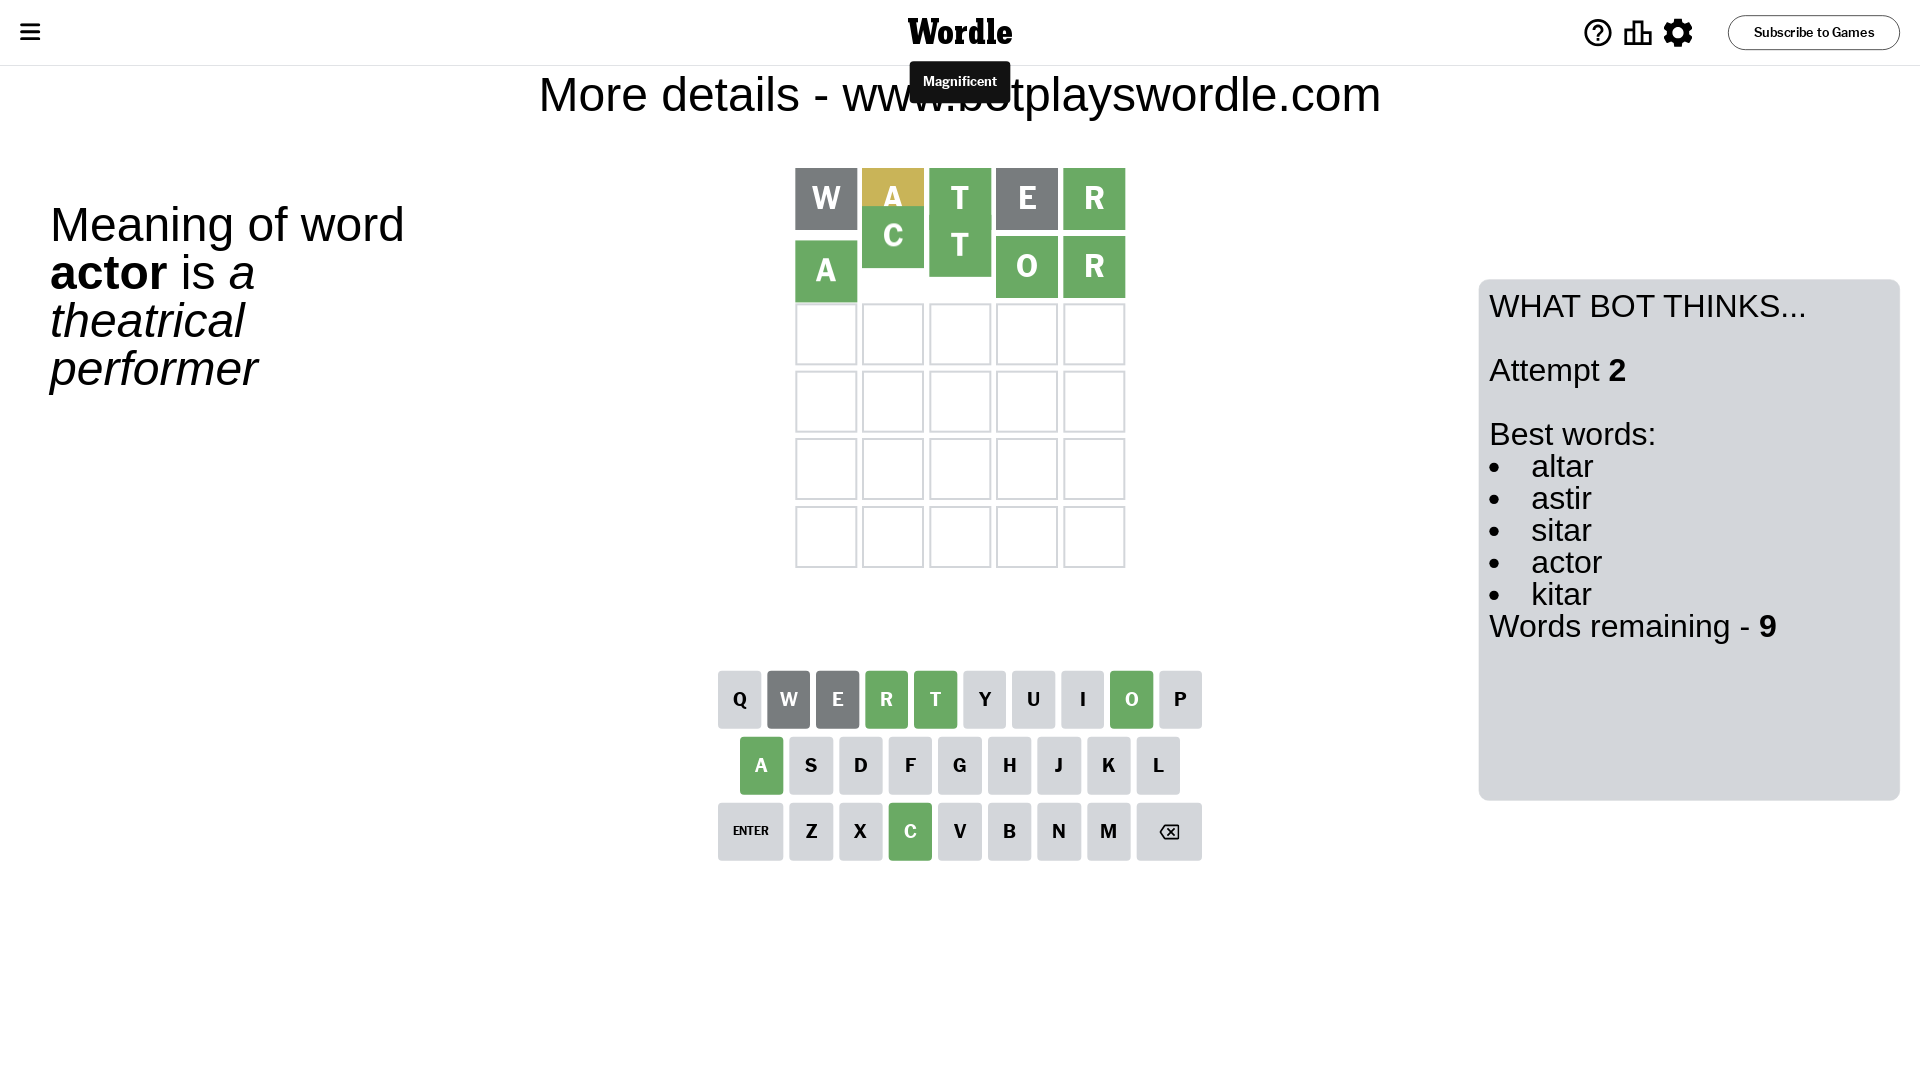 Wordle
Subscribe to Games
Magnificent
More details - www.botplayswordle.com
Meaning of word
actor is a
theatrical
performer
W A T E R
A C T O R
WHAT BOT THINKS...
Attempt 2
Best words:
• altar
• astir
• sitar
• actor
• kitar
Words remaining - 9
Q W E R T Y U I O P
A S D F G H J K L
ENTER Z X C V B N M